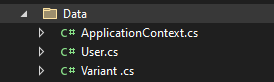 Data
C# ApplicationContext.cs
C# User.cs
C# Variant .cs